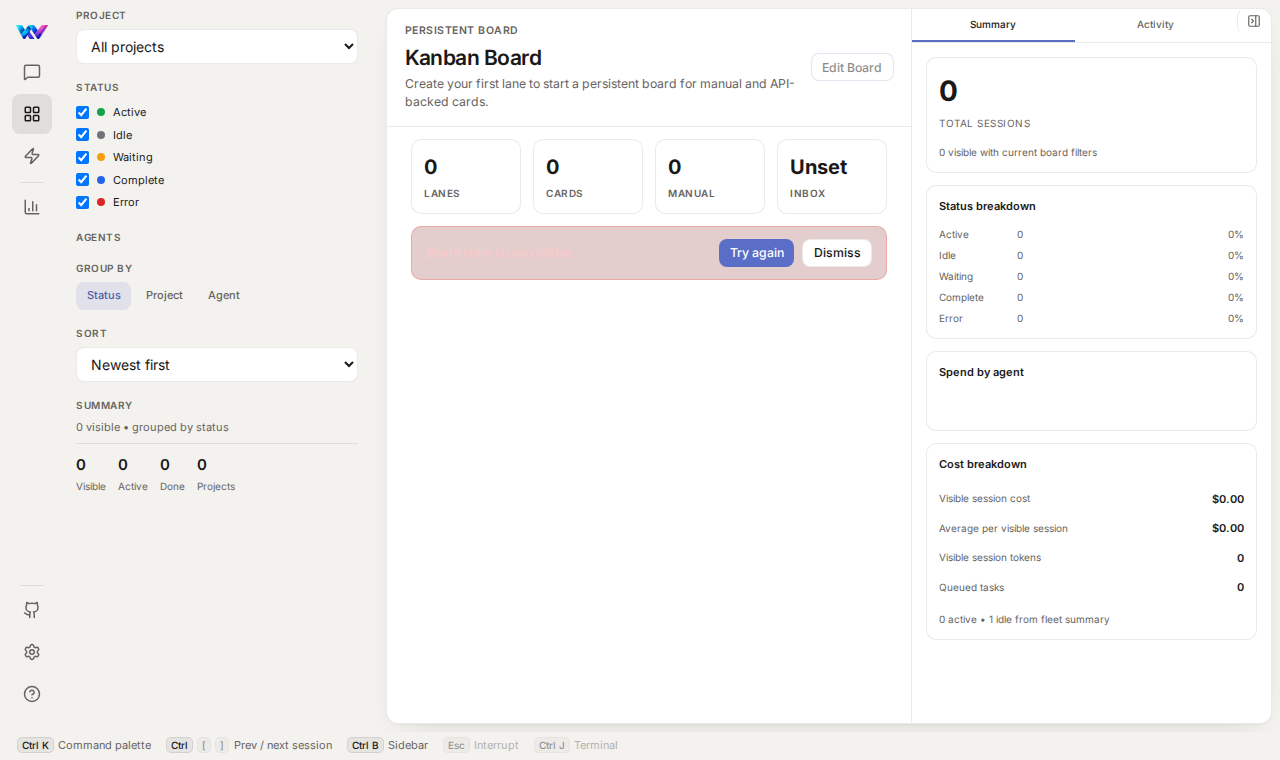 PROJECT
All projects
STATUS
Active
Idle
Waiting
Complete
Error
AGENTS
GROUP BY
Status Project Agent
SORT
Newest first
SUMMARY
0 visible • grouped by status
0 0 0 0
Visible Active Done Projects
PERSISTENT BOARD
Kanban Board
Create your first lane to start a persistent board for manual and API-
backed cards.
Edit Board
0 LANES
0 CARDS
0 MANUAL
Unset INBOX
Board store is unavailable.
Try again Dismiss
Summary Activity
0
TOTAL SESSIONS
0 visible with current board filters
Status breakdown
Active 0 0%
Idle 0 0%
Waiting 0 0%
Complete 0 0%
Error 0 0%
Spend by agent
Cost breakdown
Visible session cost $0.00
Average per visible session $0.00
Visible session tokens 0
Queued tasks 0
0 active • 1 idle from fleet summary
Ctrl K Command palette Ctrl [ ] Prev / next session Ctrl B Sidebar Esc Interrupt Ctrl J Terminal